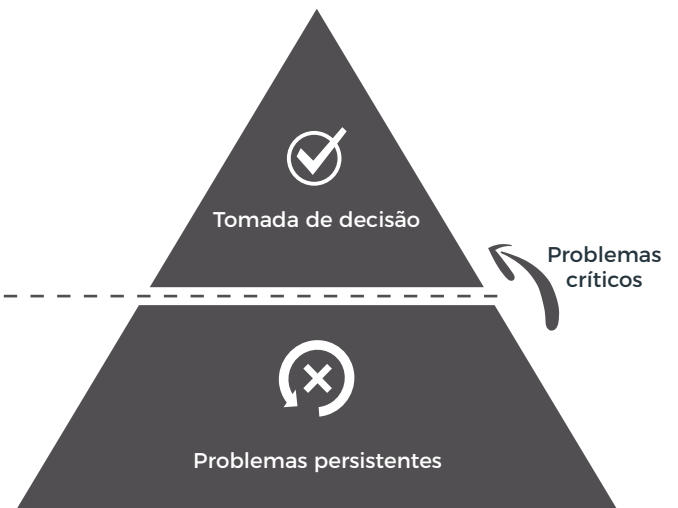 Tomada de decisão
Problemas
críticos
Problemas persistentes